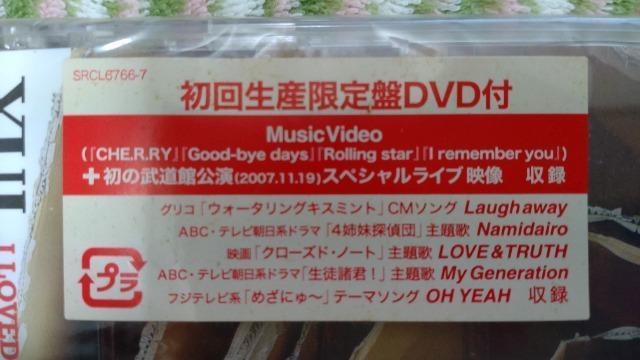 SRCL6766-7
初回生産限定盤DVD付
MusicVideo
(『CHE.R.RY』『Good-bye days』『Rolling star』『I remember you』)
+初の武道館公演(2007.11.19)スペシャルライブ映像 収録
グリコ「ウォータリングキスミント」CMソング Laugh away
ABC・テレビ朝日系ドラマ「4姉妹探偵団」主題歌 Namidairo
映画「クローズド・ノート」主題歌 LOVE & TRUTH
ABC・テレビ朝日系ドラマ「生徒諸君!」主題歌 My Generation
フジテレビ系「めざにゅ〜」テーマソング OH YEAH 収録
プラ
YUI
I LOVED